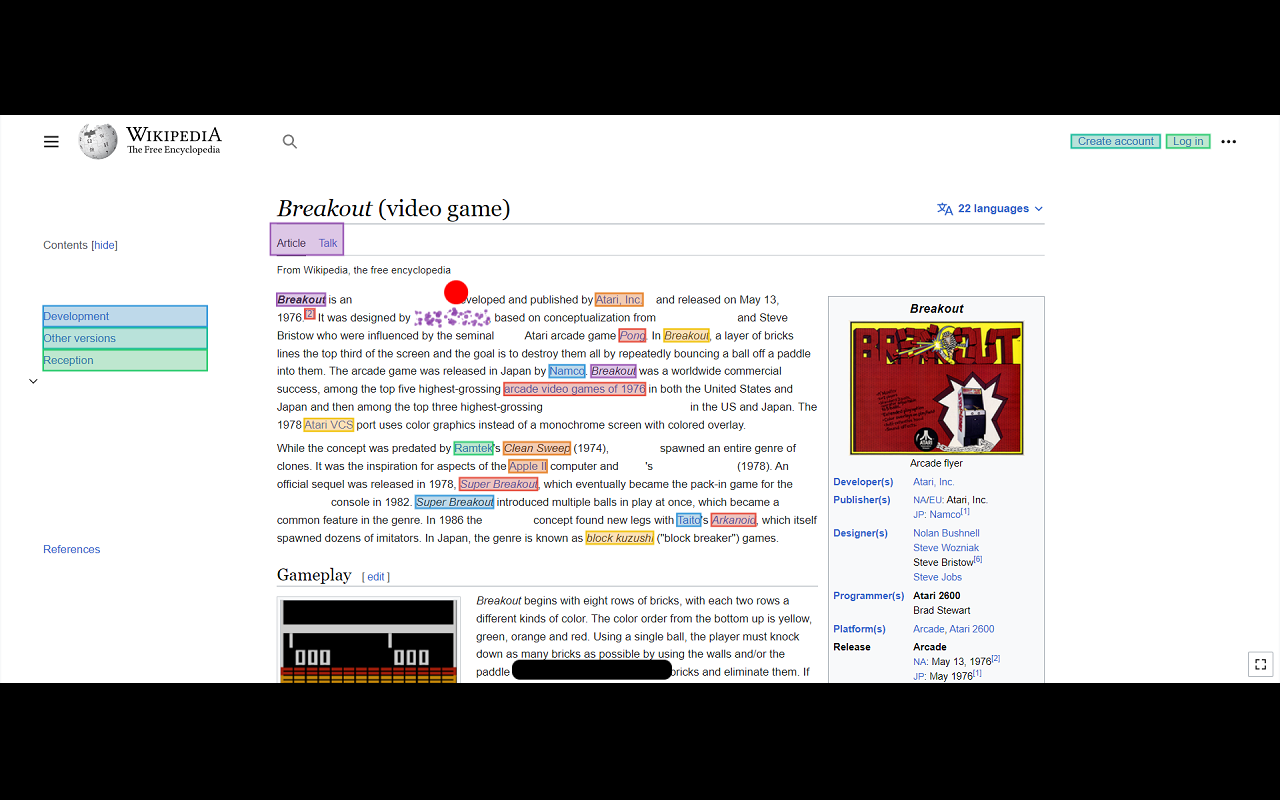 WIKIPEDIA
The Free Encyclopedia
Create account Log in
Breakout (video game)
22 languages
Contents [hide]
Article Talk
From Wikipedia, the free encyclopedia
Breakout is an eveloped and published by Atari, Inc. and released on May 13,
1976.[2] It was designed by based on conceptualization from and Steve
Bristow who were influenced by the seminal Atari arcade game Pong. In Breakout, a layer of bricks
lines the top third of the screen and the goal is to destroy them all by repeatedly bouncing a ball off a paddle
into them. The arcade game was released in Japan by Namco. Breakout was a worldwide commercial
success, among the top five highest-grossing arcade video games of 1976 in both the United States and
Japan and then among the top three highest-grossing in the US and Japan. The
1978 Atari VCS port uses color graphics instead of a monochrome screen with colored overlay.
While the concept was predated by Ramtek's Clean Sweep (1974), spawned an entire genre of
clones. It was the inspiration for aspects of the Apple II computer and 's (1978). An
official sequel was released in 1978, Super Breakout, which eventually became the pack-in game for the
console in 1982. Super Breakout introduced multiple balls in play at once, which became a
common feature in the genre. In 1986 the concept found new legs with Taito's Arkanoid, which itself
spawned dozens of imitators. In Japan, the genre is known as block kuzushi ("block breaker") games.
Development
Other versions
Reception
References
Gameplay [ edit ]
000 000
Breakout begins with eight rows of bricks, with each two rows a
different kinds of color. The color order from the bottom up is yellow,
green, orange and red. Using a single ball, the player must knock
down as many bricks as possible by using the walls and/or the
paddle bricks and eliminate them. If
Breakout
BREAKOUT
ATARI
Arcade flyer
Developer(s) Atari, Inc.
Publisher(s) NA/EU: Atari, Inc.
JP: Namco[1]
Designer(s) Nolan Bushnell
Steve Wozniak
Steve Bristow[6]
Steve Jobs
Programmer(s) Atari 2600
Brad Stewart
Platform(s) Arcade, Atari 2600
Release Arcade
NA: May 13, 1976[2]
JP: May 1976[1]